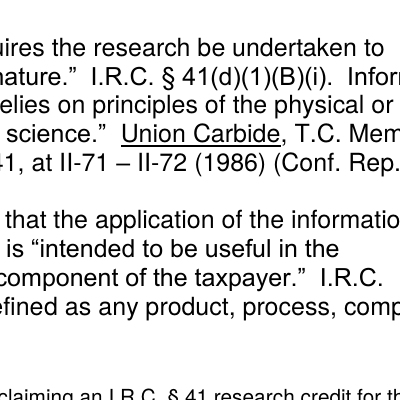 uires the research be undertaken to
nature.” I.R.C. § 41(d)(1)(B)(i). Infor
elies on principles of the physical or
science.” Union Carbide, T.C. Mem
41, at II-71 – II-72 (1986) (Conf. Rep.
that the application of the informatio
is “intended to be useful in the
component of the taxpayer.” I.R.C.
efined as any product, process, comp
claiming an I.R.C. § 41 research credit for th